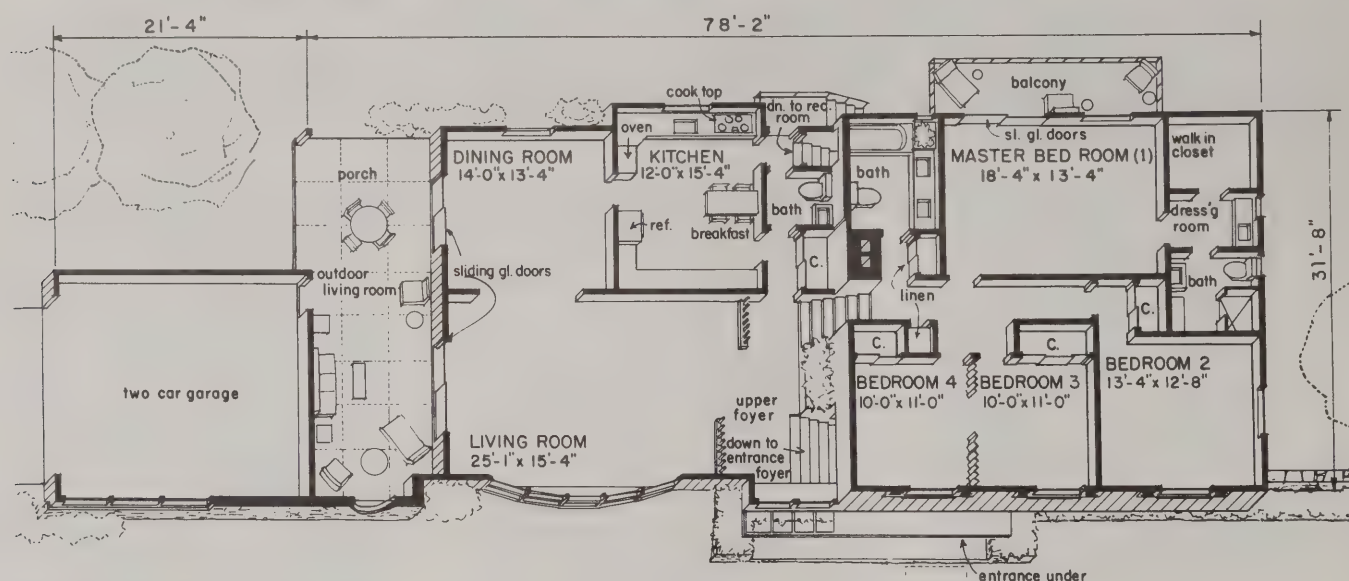 21'-4"
78'-2"
balcony
cook top
dn. to rec
room
oven
sl. gl. doors
DINING ROOM
14'-0" x 13'-4"
KITCHEN
12'-0" x 15'-4"
bath
MASTER BED ROOM (1)
18'-4" x 13'-4"
walk in
closet
porch
bath
ref.
breakfast
dress'g
room
31'-8"
outdoor
living room
sliding gl. doors
C.
linen
bath
C.
C.
C.
two car garage
BEDROOM 4
10'-0" x 11'-0"
BEDROOM 3
10'-0" x 11'-0"
BEDROOM 2
13'-4" x 12'-8"
upper
foyer
down to
entrance
foyer
LIVING ROOM
25'-1" x 15'-4"
entrance under